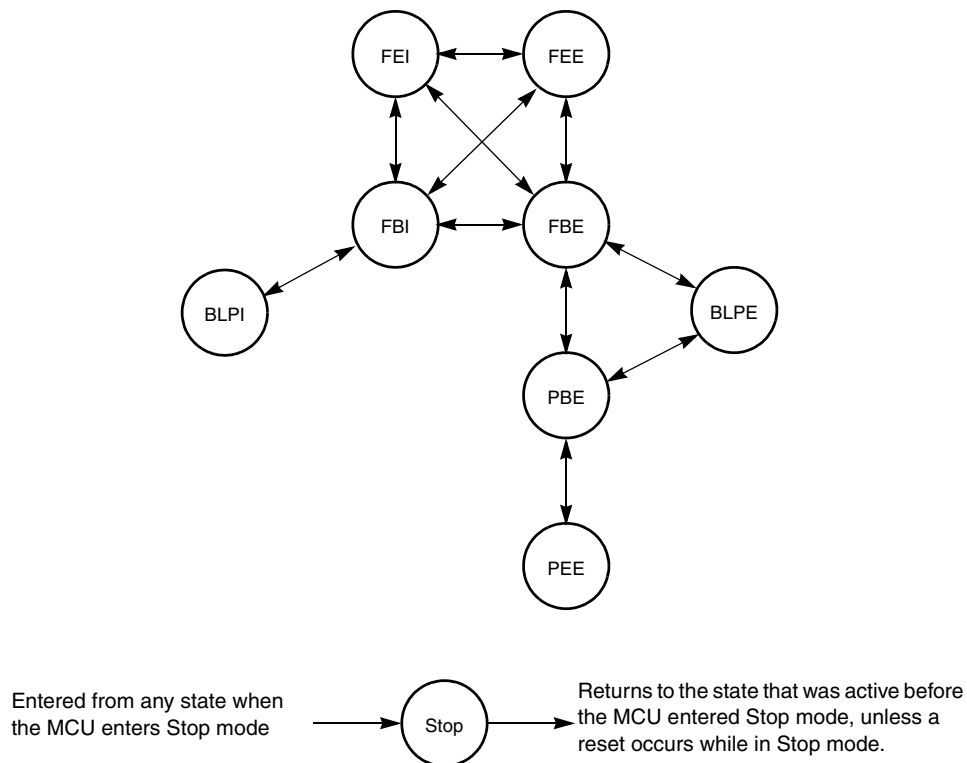 FEI
FEE
FBI
FBE
BLPI
BLPE
PBE
PEE
Entered from any state when
the MCU enters Stop mode
Stop
Returns to the state that was active before
the MCU entered Stop mode, unless a
reset occurs while in Stop mode.